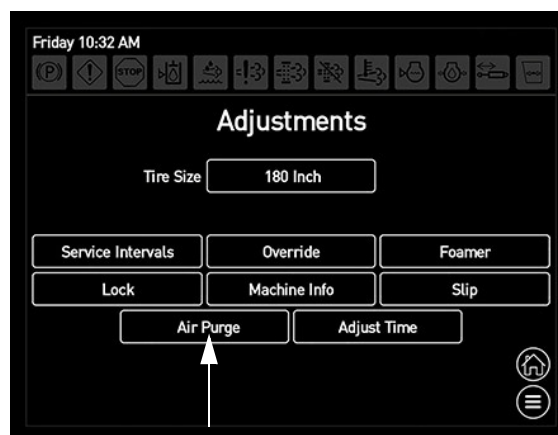 Friday 10:32 AM
(P) STOP
Adjustments
Tire Size 180 Inch
Service Intervals Override Foamer
Lock Machine Info Slip
Air Purge Adjust Time